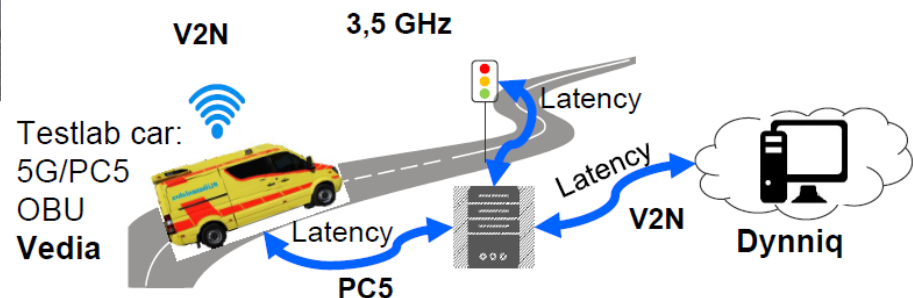 V2N
3,5 GHz
Latency
Testlab car:
5G/PC5
OBU
Vedia
Latency
PC5
Latency
V2N
Dynniq